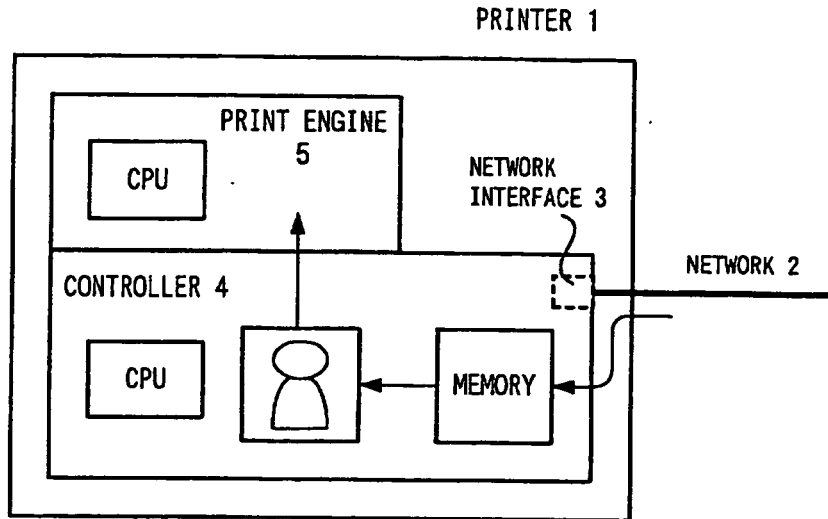 PRINTER 1
PRINT ENGINE
5
CPU
NETWORK
INTERFACE 3
NETWORK 2
CONTROLLER 4
CPU
MEMORY